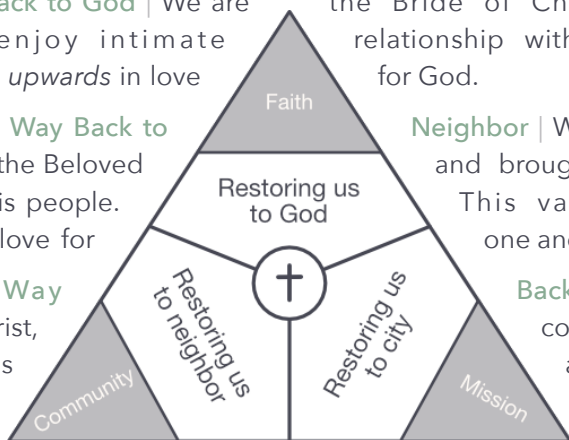 Back to God | We are the Bride of Ch
enjoy intimate relationship with
upwards in love for God.
Way Back to Neighbor | W
the Beloved and broug
is people. This va
love for one and
Way Back
rist, co
s a
Faith
Restoring us
to God
Restoring us
to neighbor
Restoring us
to city
Community
Mission